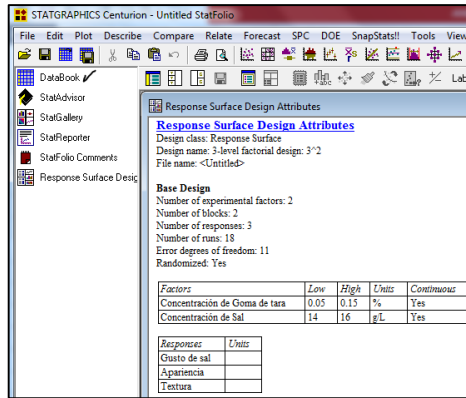 STATGRAPHICS Centurion - Untitled StatFolio
File Edit Plot Describe Compare Relate Forecast SPC DOE SnapStats!! Tools View
DataBook
StatAdvisor
StatGallery
StatReporter
StatFolio Comments
Response Surface Desig
Response Surface Design Attributes
Response Surface Design Attributes
Design class: Response Surface
Design name: 3-level factorial design: 3^2
File name: <Untitled>
Base Design
Number of experimental factors: 2
Number of blocks: 2
Number of responses: 3
Number of runs: 18
Error degrees of freedom: 11
Randomized: Yes
Factors Low High Units Continuous
Concentración de Goma de tara 0.05 0.15 % Yes
Concentración de Sal 14 16 g/L Yes
Responses Units
Gusto de sal
Apariencia
Textura